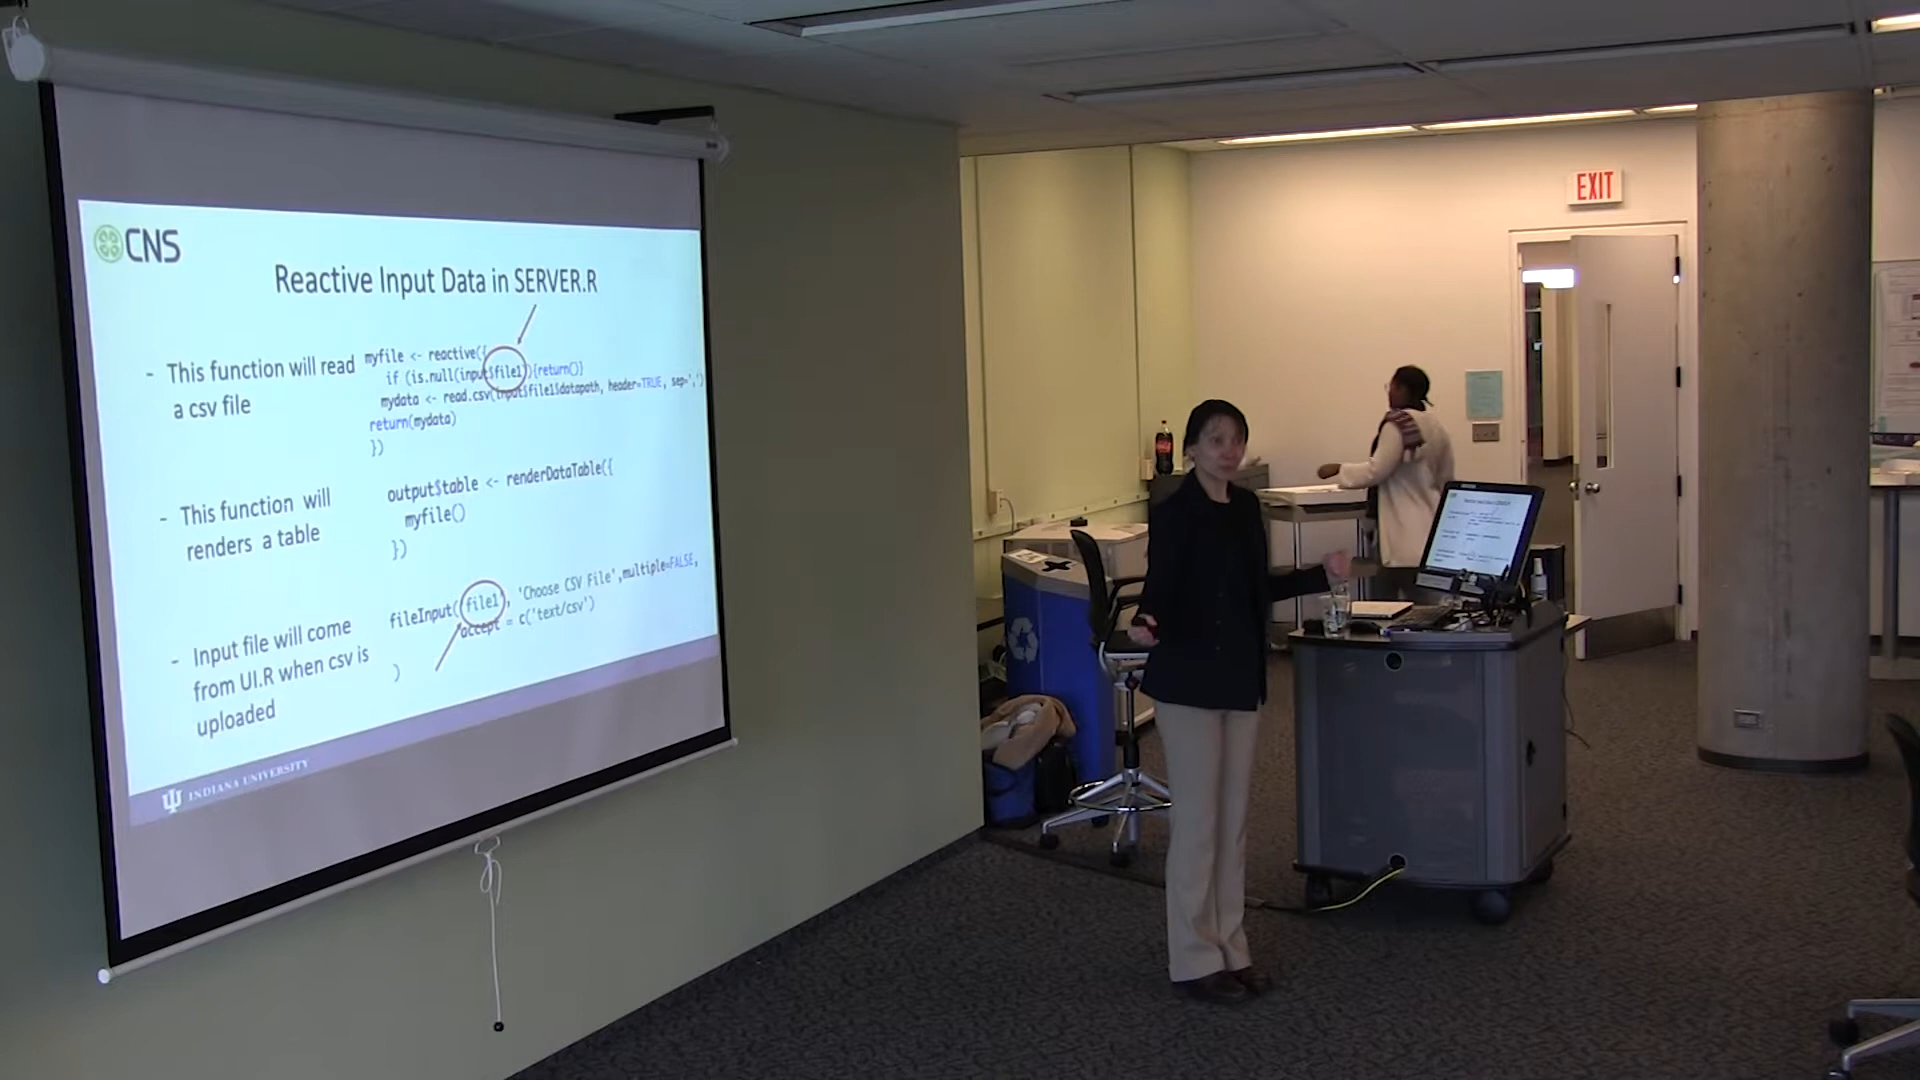 CNS
Reactive Input Data in SERVER.R
- This function will read
a csv file
myfile <- reactive({
if (is.null(input$file1)){return()}
mydata <- read.csv(input$file1$datapath, header=TRUE, sep=',')
return(mydata)
})
- This function will
renders a table
output$table <- renderDataTable({
myfile()
})
- Input file will come
from UI.R when csv is
uploaded
fileInput('file1', 'Choose CSV File',multiple=FALSE,
accept = c('text/csv')
)
INDIANA UNIVERSITY
EXIT